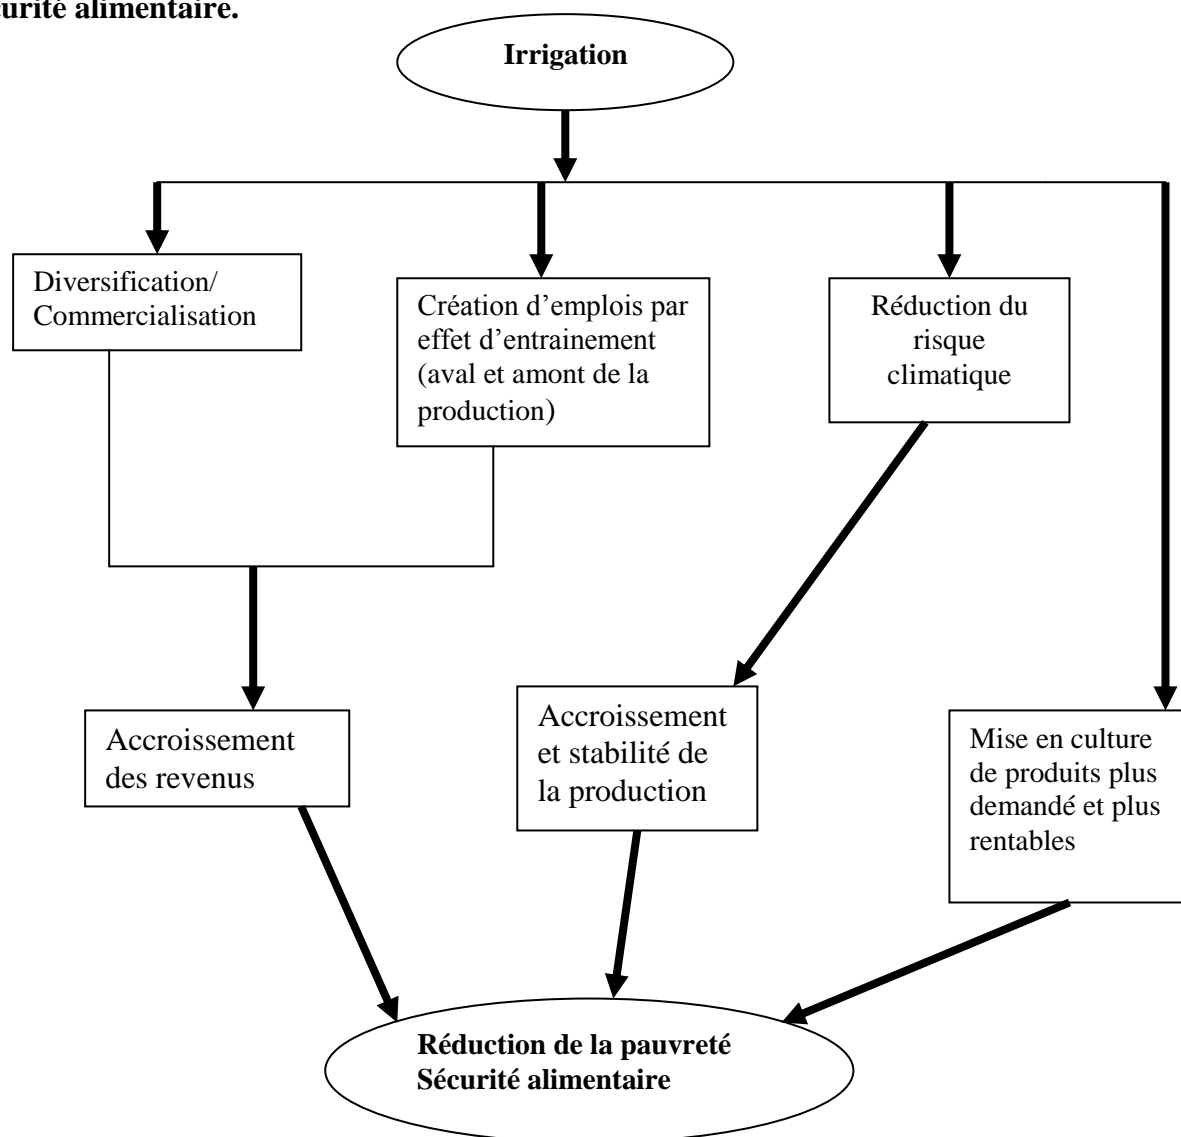 curité alimentaire.
Irrigation
Diversification/
Commercialisation
Création d’emplois par
effet d’entrainement
(aval et amont de la
production)
Réduction du
risque
climatique
Accroissement
des revenus
Accroissement
et stabilité de
la production
Mise en culture
de produits plus
demandé et plus
rentables
Réduction de la pauvreté
Sécurité alimentaire